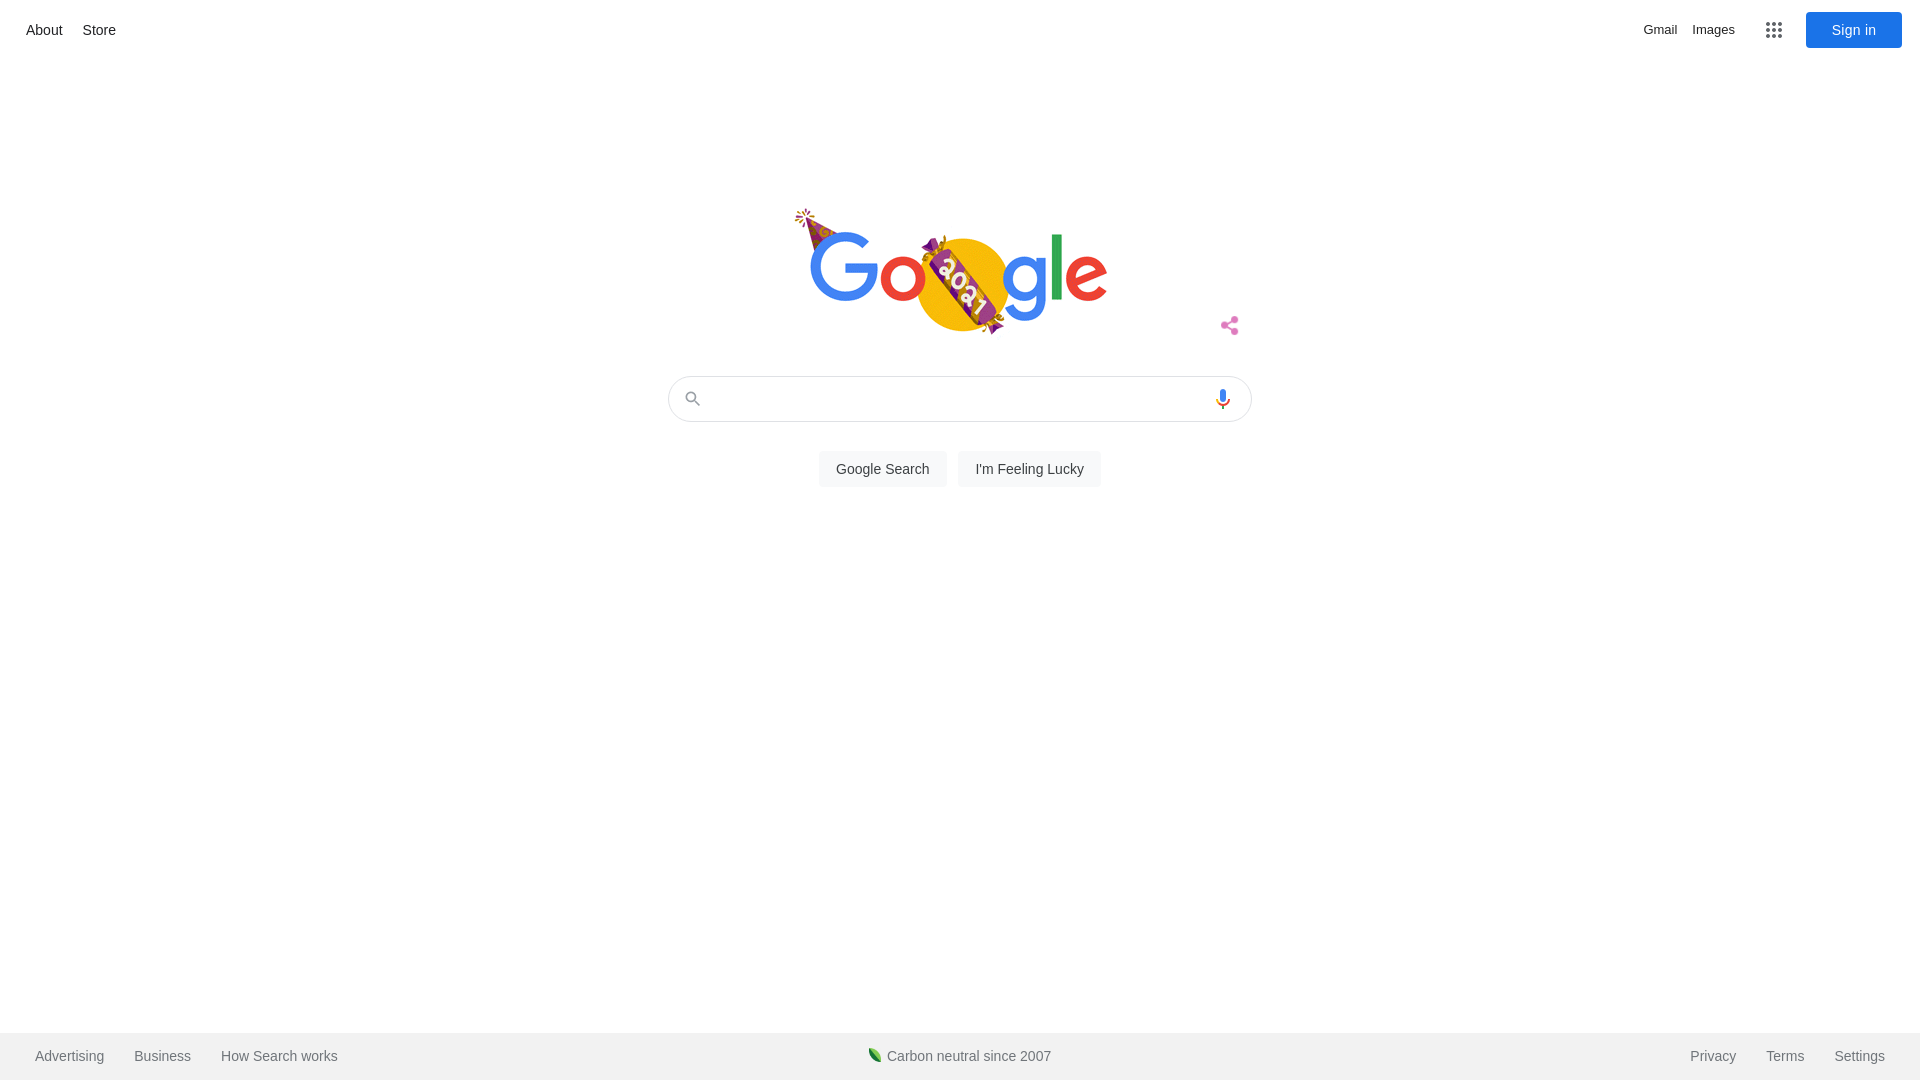 About Store
Gmail Images Sign in
Google
2021
Google Search I'm Feeling Lucky
Advertising Business How Search works
Carbon neutral since 2007
Privacy Terms Settings